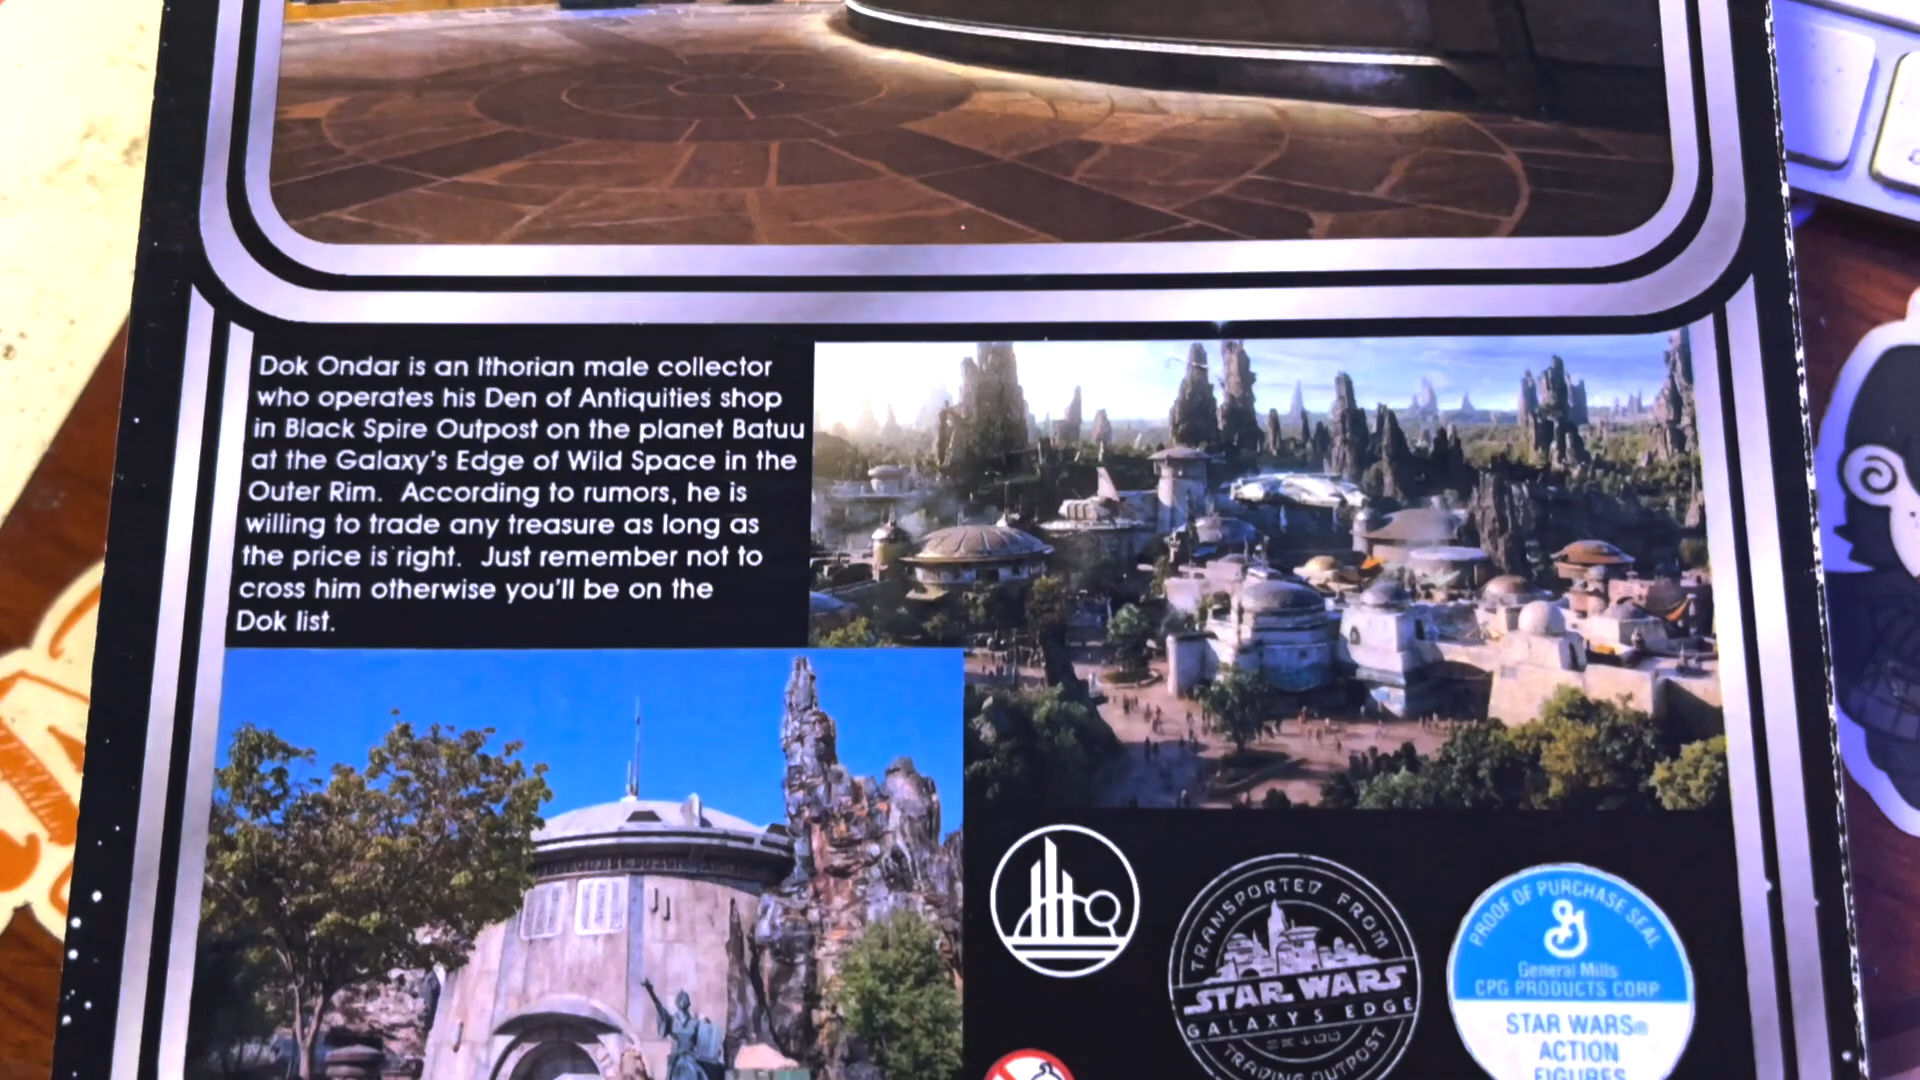 Dok Ondar is an Ithorian male collector
who operates his Den of Antiquities shop
in Black Spire Outpost on the planet Batuu
at the Galaxy's Edge of Wild Space in the
Outer Rim. According to rumors, he is
willing to trade any treasure as long as
the price is right. Just remember not to
cross him otherwise you'll be on the
Dok list.
TRANSPORTED FROM
STAR WARS
GALAXY'S EDGE
TRADING OUTPOST
PROOF OF PURCHASE SEAL
General Mills
CPG PRODUCTS CORP
STAR WARS®
ACTION
FIGURES